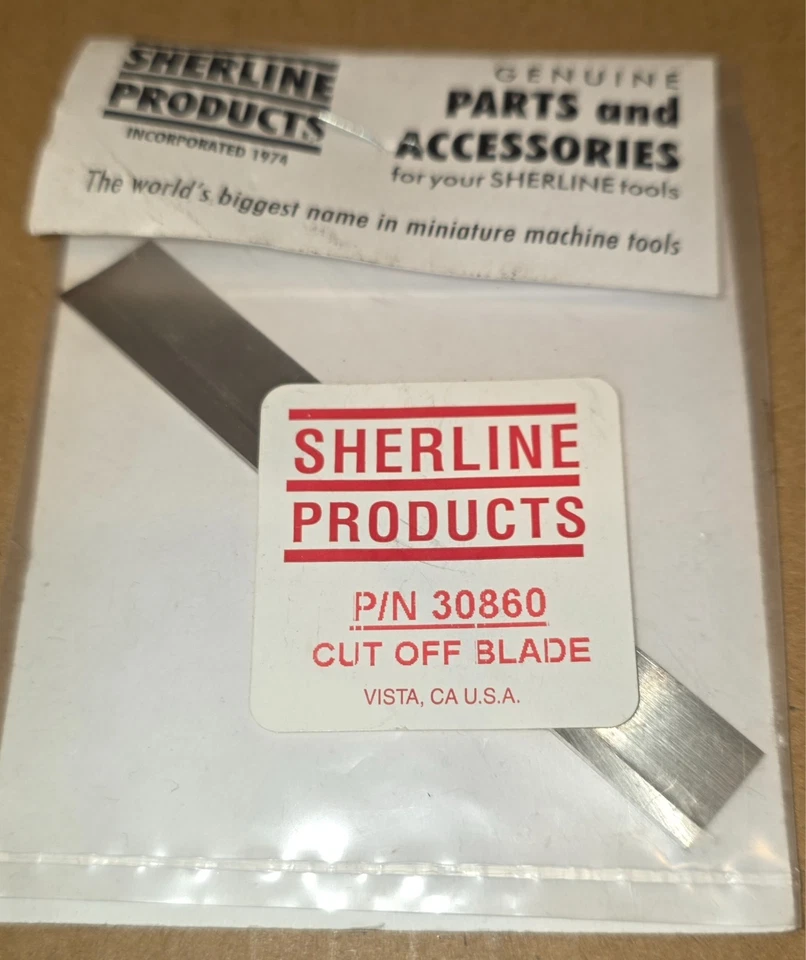 SHERLINE
PRODUCTS
INCORPORATED 1974
The world's biggest name in miniature machine tools
GENUINE
PARTS and
ACCESSORIES
for your SHERLINE tools
SHERLINE
PRODUCTS
P/N 30860
CUT OFF BLADE
VISTA, CA U.S.A.